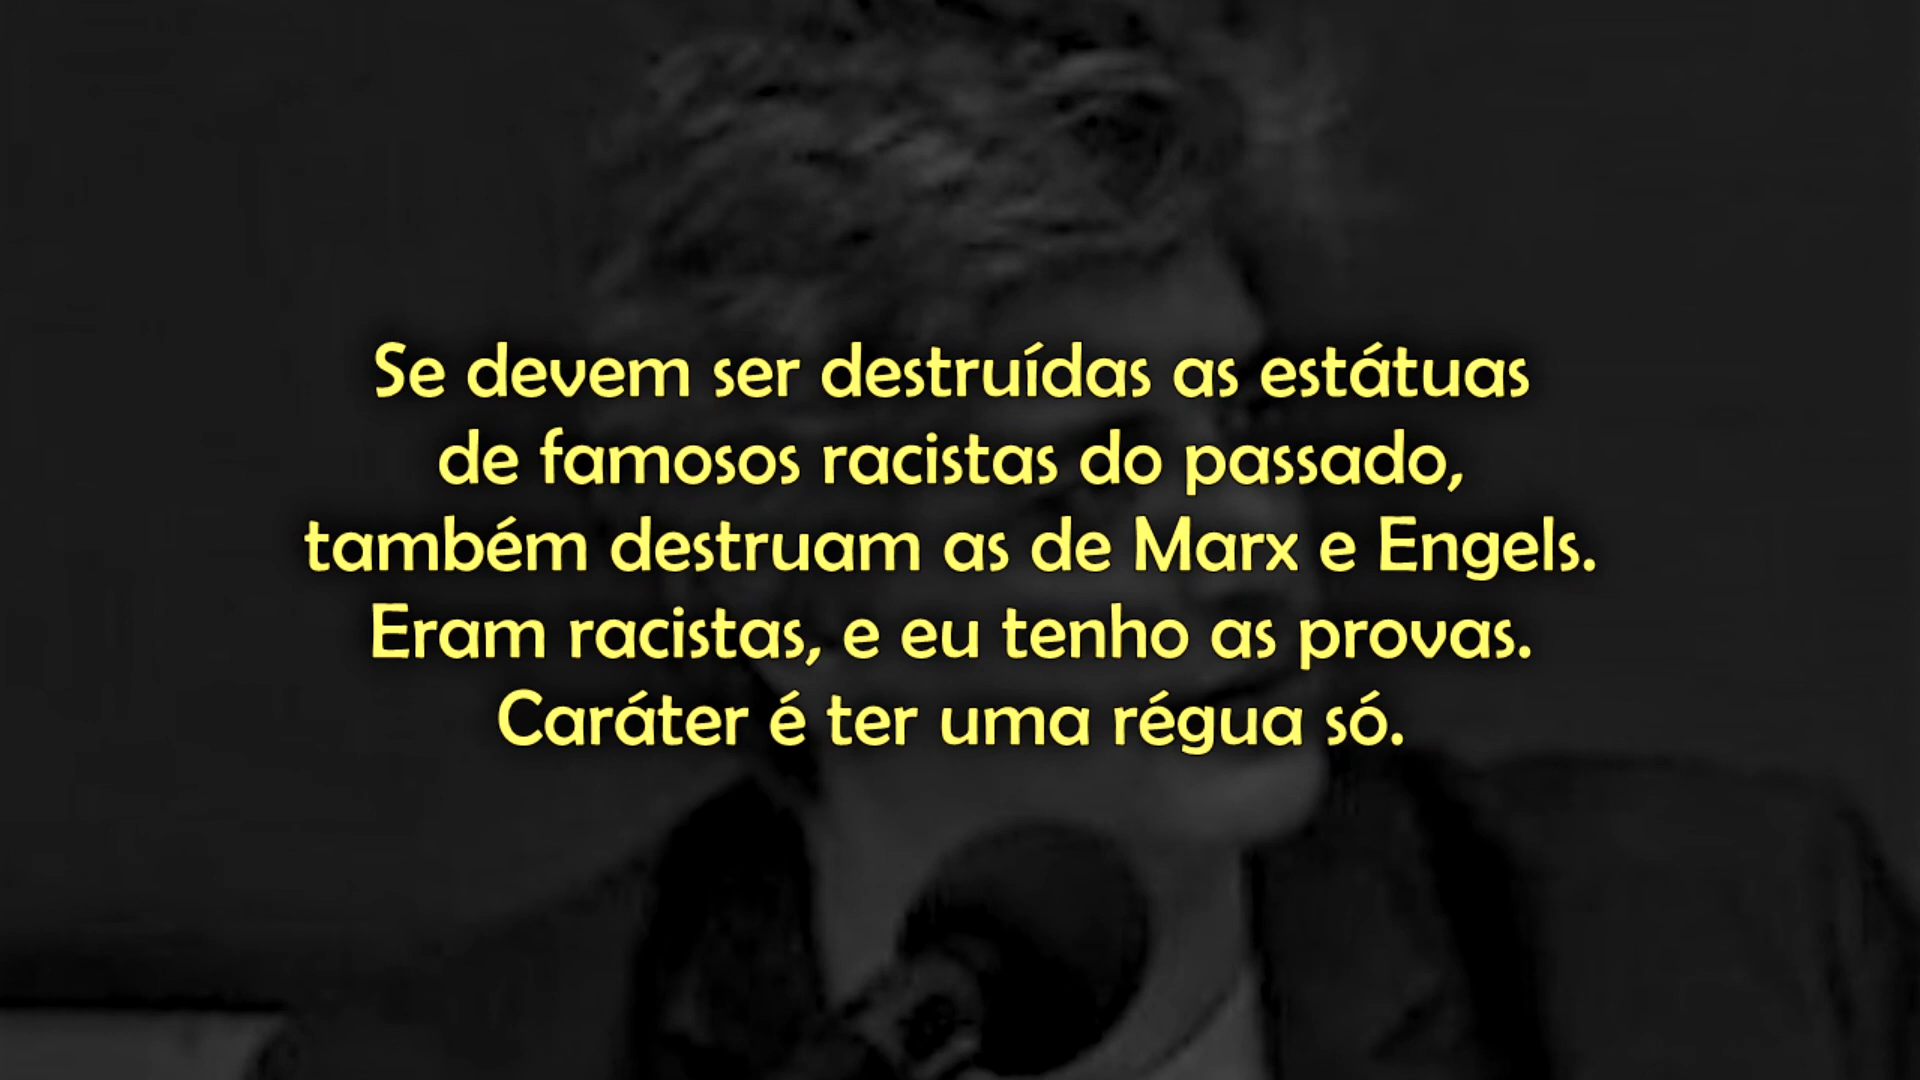 Se devem ser destruídas as estátuas
de famosos racistas do passado,
também destruam as de Marx e Engels.
Eram racistas, e eu tenho as provas.
Caráter é ter uma régua só.